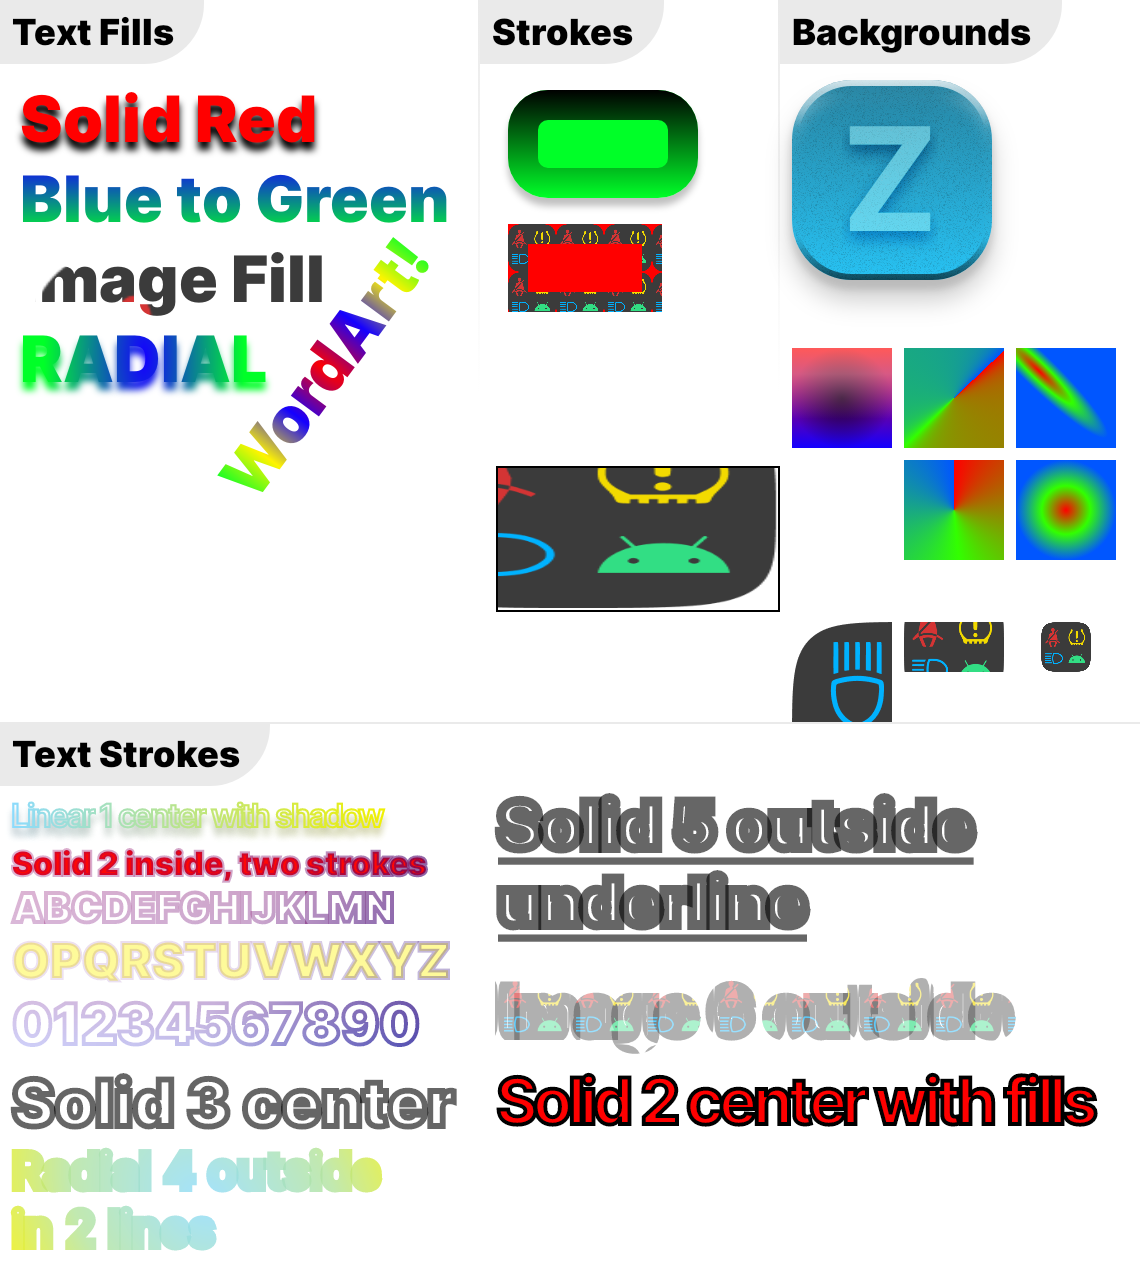 Text Fills
Solid Red
Blue to Green
mage Fill
RADIAL
WordArt!
Strokes
Backgrounds
Z
Text Strokes
Linear 1 center with shadow
Solid 2 inside, two strokes
ABCDEFGHIJKLMN
OPQRSTUVWXYZ
01234567890
Solid 3 center
Radial 4 outside
in 2 lines
Solid 5 outside
underline
Image 6 outside
Solid 2 center with fills